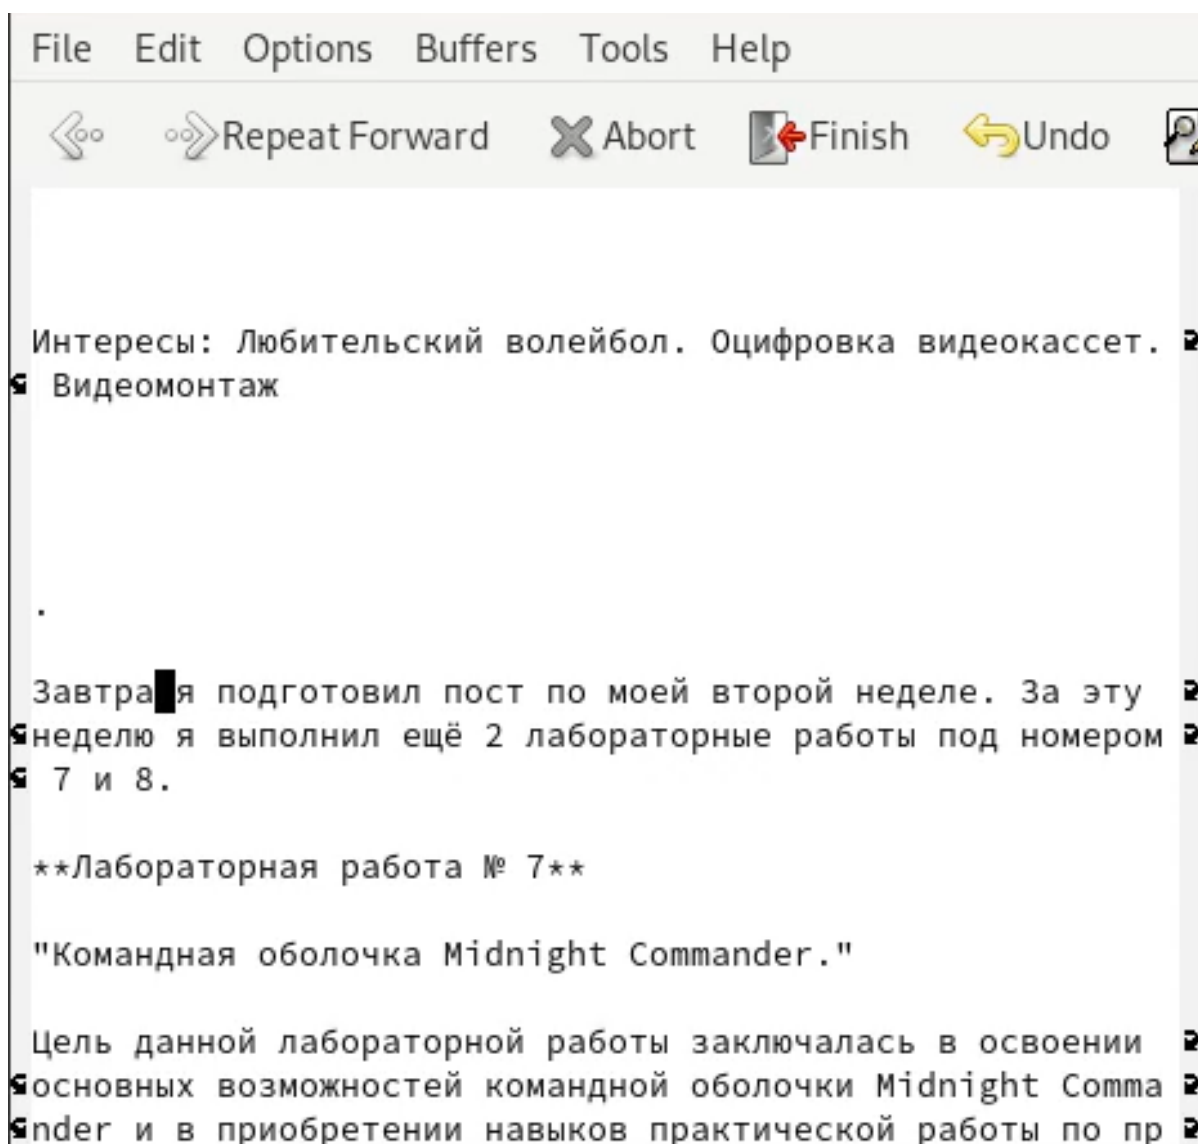 File Edit Options Buffers Tools Help
Repeat Forward Abort Finish Undo
Интересы: Любительский волейбол. Оцифровка видеокассет.
Видеомонтаж
.
Завтра я подготовил пост по моей второй неделе. За эту
неделю я выполнил ещё 2 лабораторные работы под номером
7 и 8.
**Лабораторная работа № 7**
"Командная оболочка Midnight Commander."
Цель данной лабораторной работы заключалась в освоении
основных возможностей командной оболочки Midnight Comma
nder и в приобретении навыков практической работы по пр